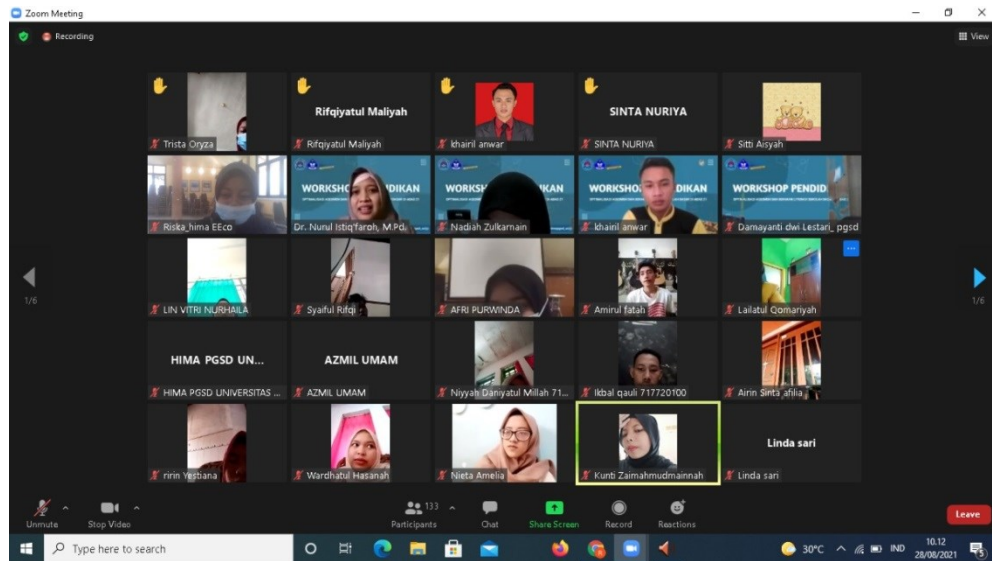 Zoom Meeting
Recording
View
Rifqiyatul Maliyah
SINTA NURIYA
Trista Oryza
Rifqiyatul Maliyah
khairil anwar
SINTA NURIYA
Sitti Aisyah
WORKSHO
DIKAN
WORKSH
IKAN
WORKSHO
DIKAN
WORKSHOP PENDID
Riska_hima EEco
Dr. Nurul Istiq'faroh, M.Pd.
Nadiah Zulkarnain
khairil anwar
Damayanti dwi Lestari_pgsd
1/6
1/6
LIN VITRI NURHAILA
Syaiful Rifqi
AFRI PURWINDA
Amirul fatah
Lailatul Qomariyah
HIMA PGSD UN...
AZMIL UMAM
HIMA PGSD UNIVERSITAS ...
AZMIL UMAM
Niyyah Daniyatul Millah 71...
Ikbal qauli 717720100
Airin Sinta afilia
Linda sari
ririn Yestiana
Wardhatul Hasanah
Nieta Amelia
Kunti Zaimahmudmainnah
Linda sari
Unmute
Stop Video
133
Participants
Chat
Share Screen
Record
Reactions
Leave
Type here to search
30°C
IND
10.12
28/08/2021
5